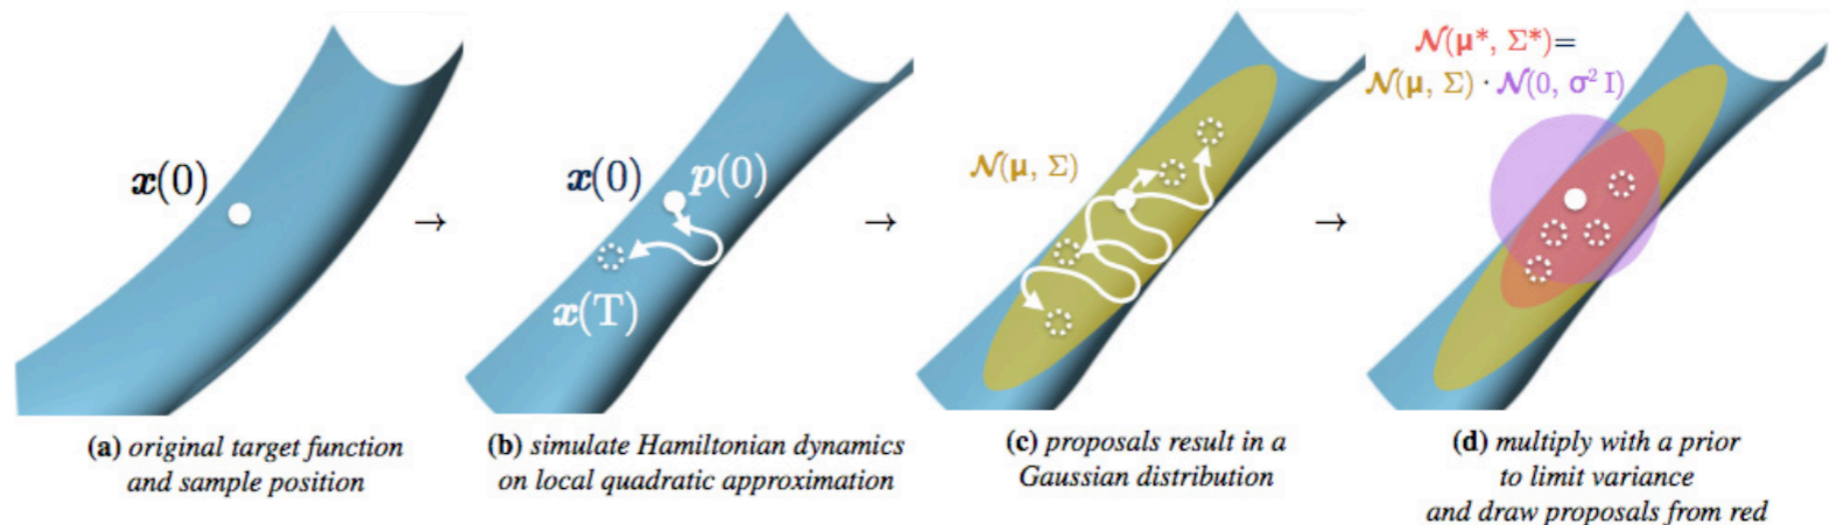 x(0)
→
x(0)
p(0)
x(T)
→
𝒩(μ, Σ)
→
𝒩(μ*, Σ*)=
𝒩(μ, Σ) · 𝒩(0, σ² I)
(a) original target function
and sample position
(b) simulate Hamiltonian dynamics
on local quadratic approximation
(c) proposals result in a
Gaussian distribution
(d) multiply with a prior
to limit variance
and draw proposals from red